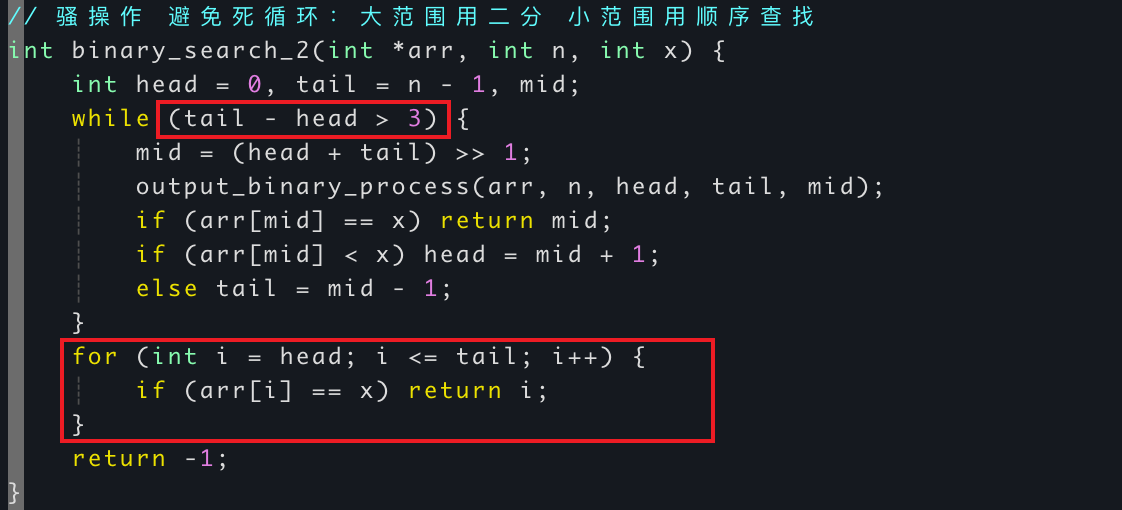 // 骚操作 避免死循环：大范围用二分 小范围用顺序查找
int binary_search_2(int *arr, int n, int x) {
    int head = 0, tail = n - 1, mid;
    while (tail - head > 3) {
        mid = (head + tail) >> 1;
        output_binary_process(arr, n, head, tail, mid);
        if (arr[mid] == x) return mid;
        if (arr[mid] < x) head = mid + 1;
        else tail = mid - 1;
    }
    for (int i = head; i <= tail; i++) {
        if (arr[i] == x) return i;
    }
    return -1;
}